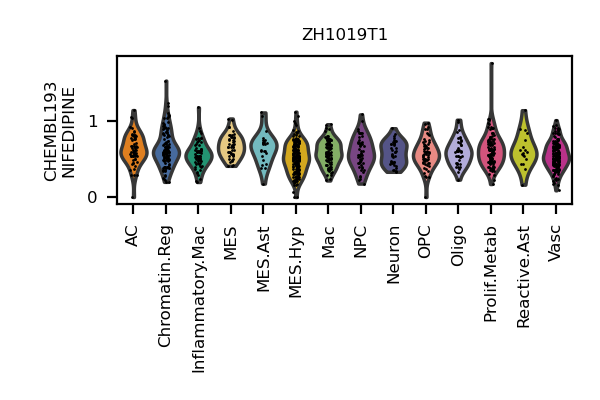 ZH1019T1
CHEMBL193
NIFEDIPINE
1
0
AC
Chromatin.Reg
Inflammatory.Mac
MES
MES.Ast
MES.Hyp
Mac
NPC
Neuron
OPC
Oligo
Prolif.Metab
Reactive.Ast
Vasc